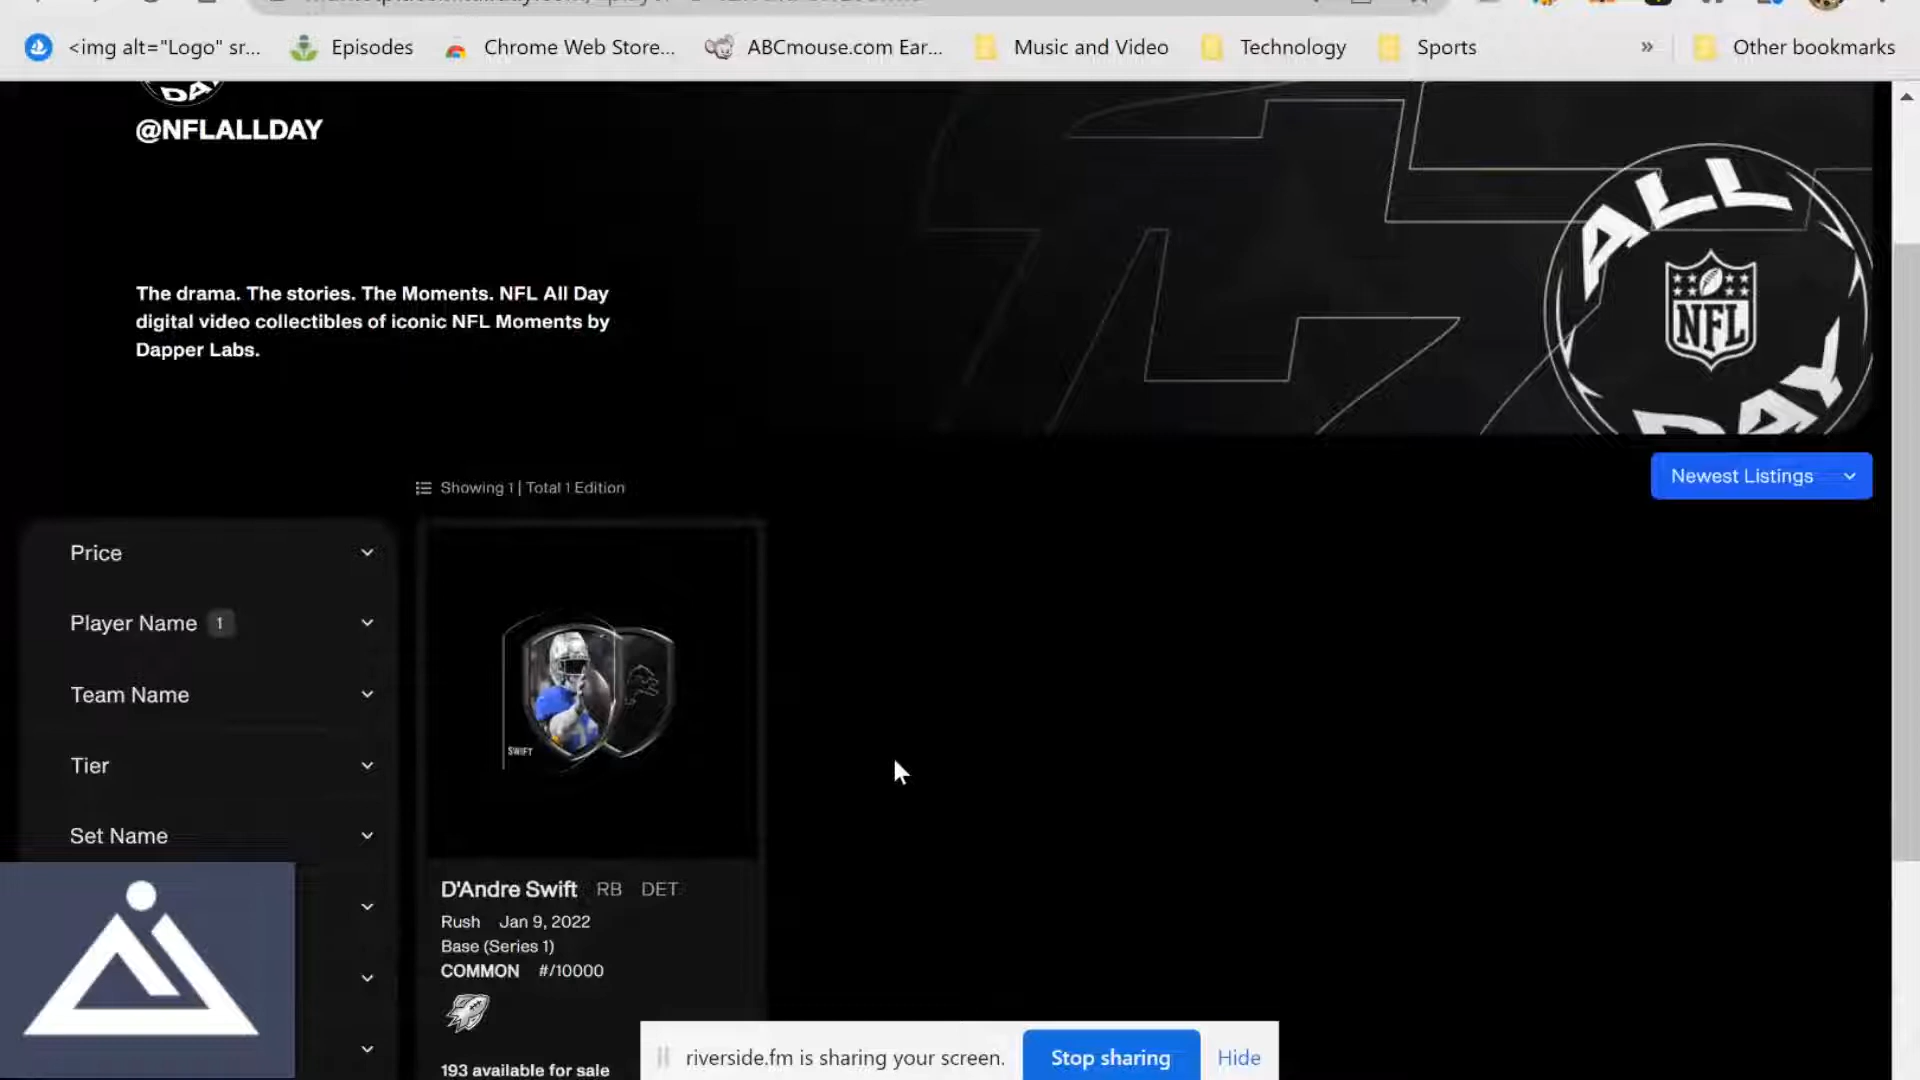 <img alt="Logo" sr... Episodes Chrome Web Store... ABCmouse.com Ear... Music and Video Technology Sports » Other bookmarks
DAY
@NFLALLDAY
ALL
NFL
DAY
The drama. The stories. The Moments. NFL All Day
digital video collectibles of iconic NFL Moments by
Dapper Labs.
Showing 1 | Total 1 Edition
Newest Listings
Price
Player Name 1
Team Name
Tier
Set Name
SWIFT
D'Andre Swift RB DET
Rush Jan 9, 2022
Base (Series 1)
COMMON #/10000
193 available for sale
riverside.fm is sharing your screen. Stop sharing Hide